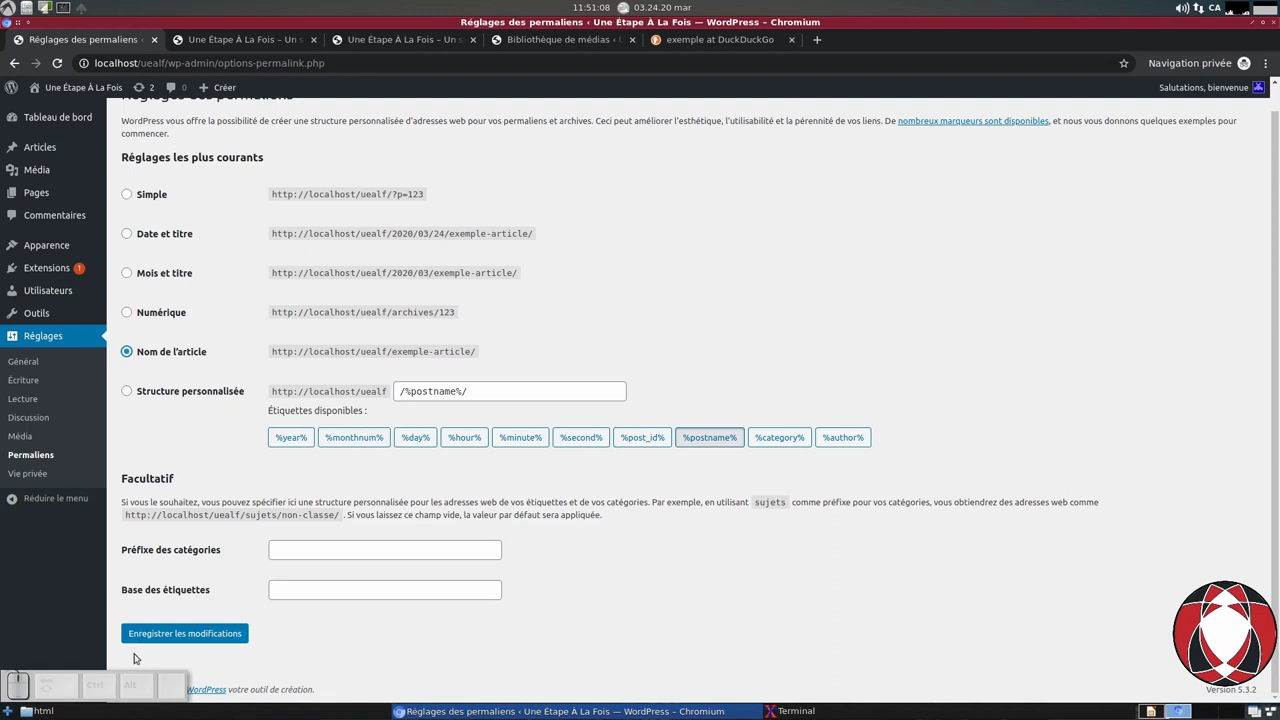 11:51:08
03.24.20 mar
CA
Réglages des permaliens ‹ Une Étape À La Fois — WordPress – Chromium
Réglages des permaliens ‹
Une Étape À La Fois – Un s
Une Étape À La Fois – Un s
Bibliothèque de médias ‹ U
exemple at DuckDuckGo
localhost/uealf/wp-admin/options-permalink.php
Navigation privée
Une Étape À La Fois
2
0
Créer
Salutations, bienvenue
Tableau de bord
Articles
Média
Pages
Commentaires
Apparence
Extensions 1
Utilisateurs
Outils
Réglages
Général
Écriture
Lecture
Discussion
Média
Permaliens
Vie privée
Réduire le menu
Réglages des permaliens
WordPress vous offre la possibilité de créer une structure personnalisée d'adresses web pour vos permaliens et archives. Ceci peut améliorer l'esthétique, l'utilisabilité et la pérennité de vos liens. De nombreux marqueurs sont disponibles, et nous vous donnons quelques exemples pour
commencer.
Réglages les plus courants
Simple http://localhost/uealf/?p=123
Date et titre http://localhost/uealf/2020/03/24/exemple-article/
Mois et titre http://localhost/uealf/2020/03/exemple-article/
Numérique http://localhost/uealf/archives/123
Nom de l'article http://localhost/uealf/exemple-article/
Structure personnalisée http://localhost/uealf /%postname%/
Étiquettes disponibles :
%year% %monthnum% %day% %hour% %minute% %second% %post_id% %postname% %category% %author%
Facultatif
Si vous le souhaitez, vous pouvez spécifier ici une structure personnalisée pour les adresses web de vos étiquettes et de vos catégories. Par exemple, en utilisant sujets comme préfixe pour vos catégories, vous obtiendrez des adresses web comme
http://localhost/uealf/sujets/non-classe/ . Si vous laissez ce champ vide, la valeur par défaut sera appliquée.
Préfixe des catégories
Base des étiquettes
Enregistrer les modifications
Ctrl
Alt
WordPress votre outil de création.
Version 5.3.2
html
Réglages des permaliens ‹ Une Étape À La Fois — WordPress – Chromium
Terminal